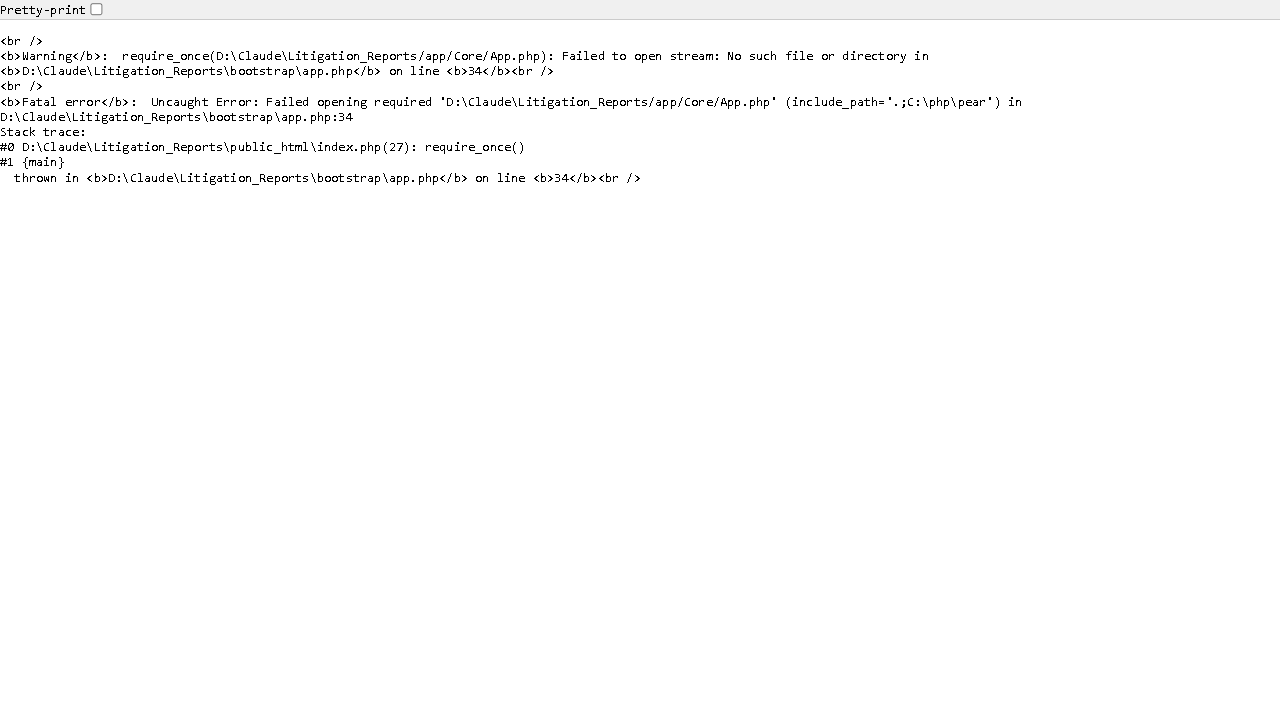 Pretty-print
<br />
<b>Warning</b>:  require_once(D:\Claude\Litigation_Reports/app/Core/App.php): Failed to open stream: No such file or directory in
<b>D:\Claude\Litigation_Reports\bootstrap\app.php</b> on line <b>34</b><br />
<br />
<b>Fatal error</b>:  Uncaught Error: Failed opening required 'D:\Claude\Litigation_Reports/app/Core/App.php' (include_path='.;C:\php\pear') in
D:\Claude\Litigation_Reports\bootstrap\app.php:34
Stack trace:
#0 D:\Claude\Litigation_Reports\public_html\index.php(27): require_once()
#1 {main}
  thrown in <b>D:\Claude\Litigation_Reports\bootstrap\app.php</b> on line <b>34</b><br />